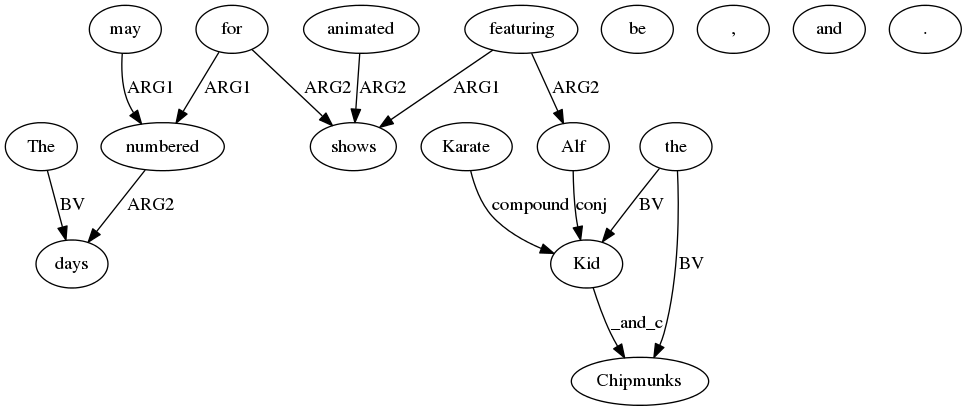 may for animated featuring be , and .
ARG1 ARG1 ARG2 ARG2 ARG1 ARG2
The numbered shows Karate Alf the
BV ARG2 compound conj BV
days Kid BV
_and_c
Chipmunks